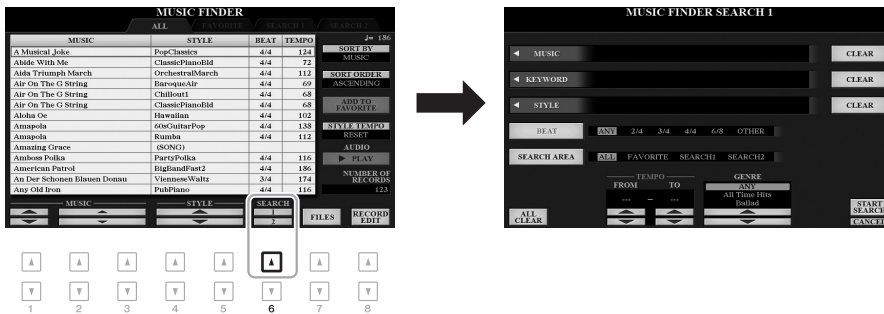 MUSIC FINDER
ALL FAVORITE SEARCH 1 SEARCH 2
♩= 186
MUSIC STYLE BEAT TEMPO
A Musical Joke PopClassics 4/4 124
Abide With Me ClassicPianoBld 4/4 72
Aida Triumph March OrchestralMarch 4/4 112
Air On The G String BaroqueAir 4/4 69
Air On The G String Chillout1 4/4 68
Air On The G String ClassicPianoBld 4/4 68
Aloha Oe Hawaiian 4/4 102
Amapola 60sGuitarPop 4/4 138
Amapola Rumba 4/4 112
Amazing Grace (SONG)
Amboss Polka PartyPolka 4/4 116
American Patrol BigBandFast2 4/4 186
An Der Schonen Blauen Donau VienneseWaltz 3/4 174
Any Old Iron PubPiano 4/4 116
SORT BY
MUSIC
SORT ORDER
ASCENDING
ADD TO
FAVORITE
STYLE TEMPO
RESET
AUDIO
▶ PLAY
NUMBER OF
RECORDS
123
MUSIC STYLE SEARCH
1
2
FILES
RECORD
EDIT
1 2 3 4 5 6 7 8
MUSIC FINDER SEARCH 1
MUSIC CLEAR
KEYWORD CLEAR
STYLE CLEAR
BEAT ANY 2/4 3/4 4/4 6/8 OTHER
SEARCH AREA ALL FAVORITE SEARCH1 SEARCH2
TEMPO
FROM TO
--- – ---
GENRE
ANY
All Time Hits
Ballad
ALL
CLEAR
START
SEARCH
CANCEL